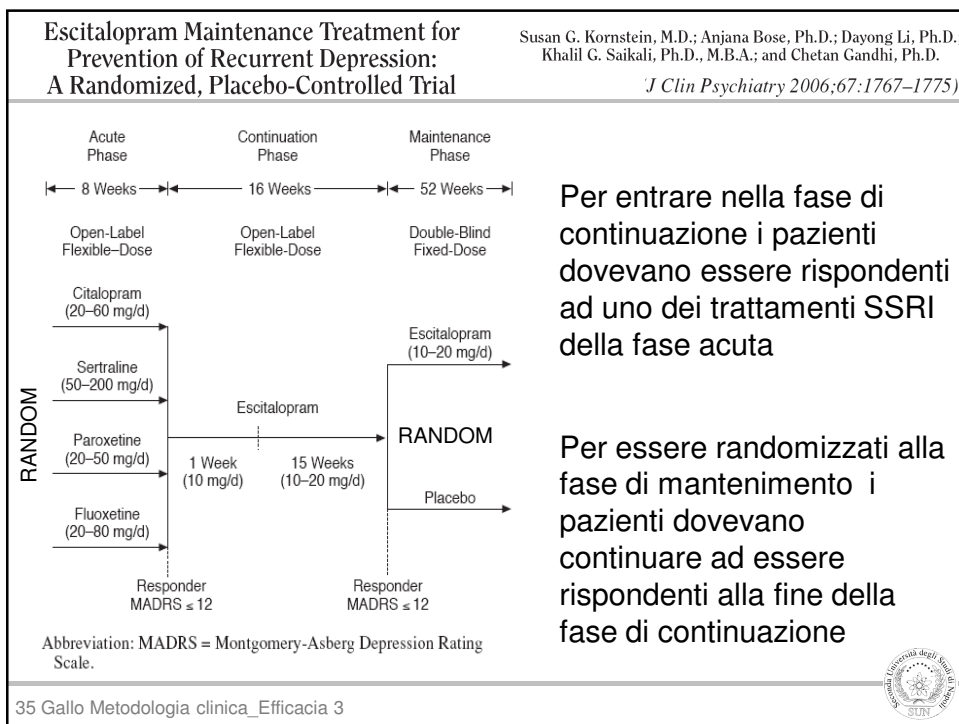 Escitalopram Maintenance Treatment for
Prevention of Recurrent Depression:
A Randomized, Placebo-Controlled Trial
Susan G. Kornstein, M.D.; Anjana Bose, Ph.D.; Dayong Li, Ph.D.;
Khalil G. Saikali, Ph.D., M.B.A.; and Chetan Gandhi, Ph.D.
(J Clin Psychiatry 2006;67:1767–1775)
Acute
Phase
Continuation
Phase
Maintenance
Phase
8 Weeks
16 Weeks
52 Weeks
Open-Label
Flexible–Dose
Open-Label
Flexible-Dose
Double-Blind
Fixed-Dose
RANDOM
Citalopram
(20–60 mg/d)
Sertraline
(50–200 mg/d)
Paroxetine
(20–50 mg/d)
Fluoxetine
(20–80 mg/d)
Escitalopram
1 Week
(10 mg/d)
15 Weeks
(10–20 mg/d)
RANDOM
Escitalopram
(10–20 mg/d)
Placebo
Responder
MADRS ≤ 12
Responder
MADRS ≤ 12
Abbreviation: MADRS = Montgomery-Asberg Depression Rating
Scale.
Per entrare nella fase di
continuazione i pazienti
dovevano essere rispondenti
ad uno dei trattamenti SSRI
della fase acuta
Per essere randomizzati alla
fase di mantenimento i
pazienti dovevano
continuare ad essere
rispondenti alla fine della
fase di continuazione
35 Gallo Metodologia clinica_Efficacia 3
Seconda Università degli Studi di Napoli
SUN